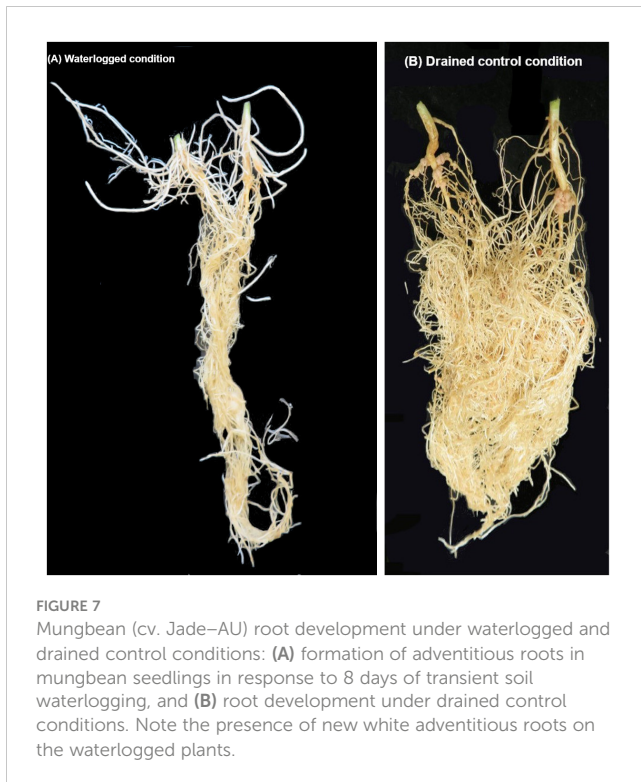 (A) Waterlogged condition
(B) Drained control condition
FIGURE 7
Mungbean (cv. Jade–AU) root development under waterlogged and
drained control conditions: (A) formation of adventitious roots in
mungbean seedlings in response to 8 days of transient soil
waterlogging, and (B) root development under drained control
conditions. Note the presence of new white adventitious roots on
the waterlogged plants.